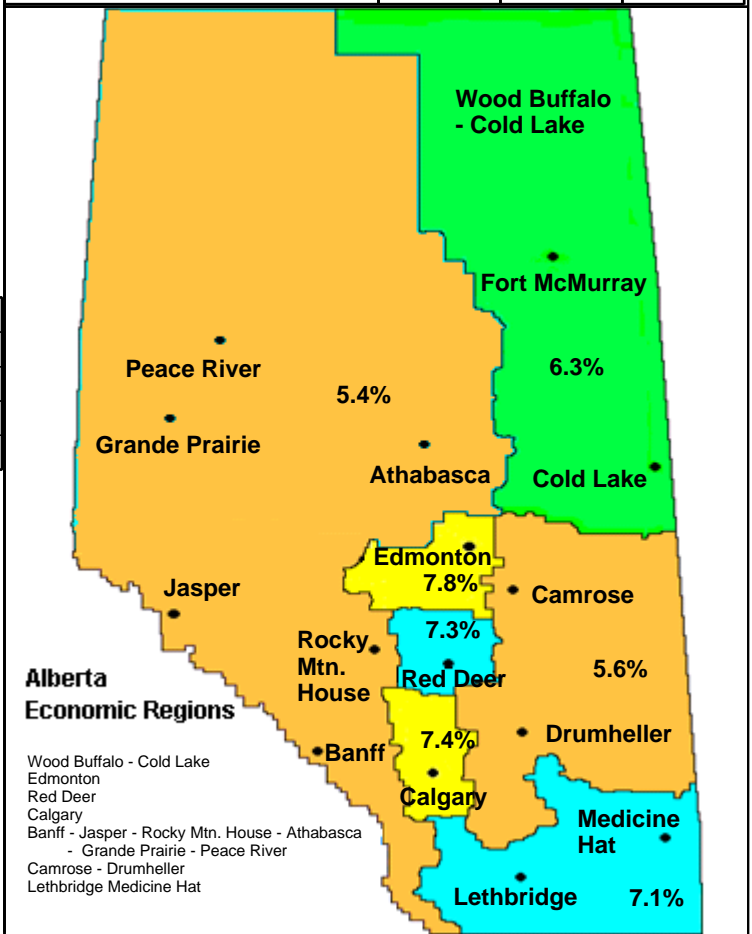 Wood Buffalo
- Cold Lake
Fort McMurray
Peace River
6.3%
5.4%
Grande Prairie
Athabasca
Cold Lake
Edmonton
7.8%
Jasper
Camrose
7.3%
Rocky
Mtn.
House
Red Deer
5.6%
Alberta
Economic Regions
7.4%
Drumheller
Banff
Calgary
Wood Buffalo - Cold Lake
Edmonton
Red Deer
Calgary
Banff - Jasper - Rocky Mtn. House - Athabasca
- Grande Prairie - Peace River
Camrose - Drumheller
Lethbridge Medicine Hat
Medicine
Hat
Lethbridge
7.1%